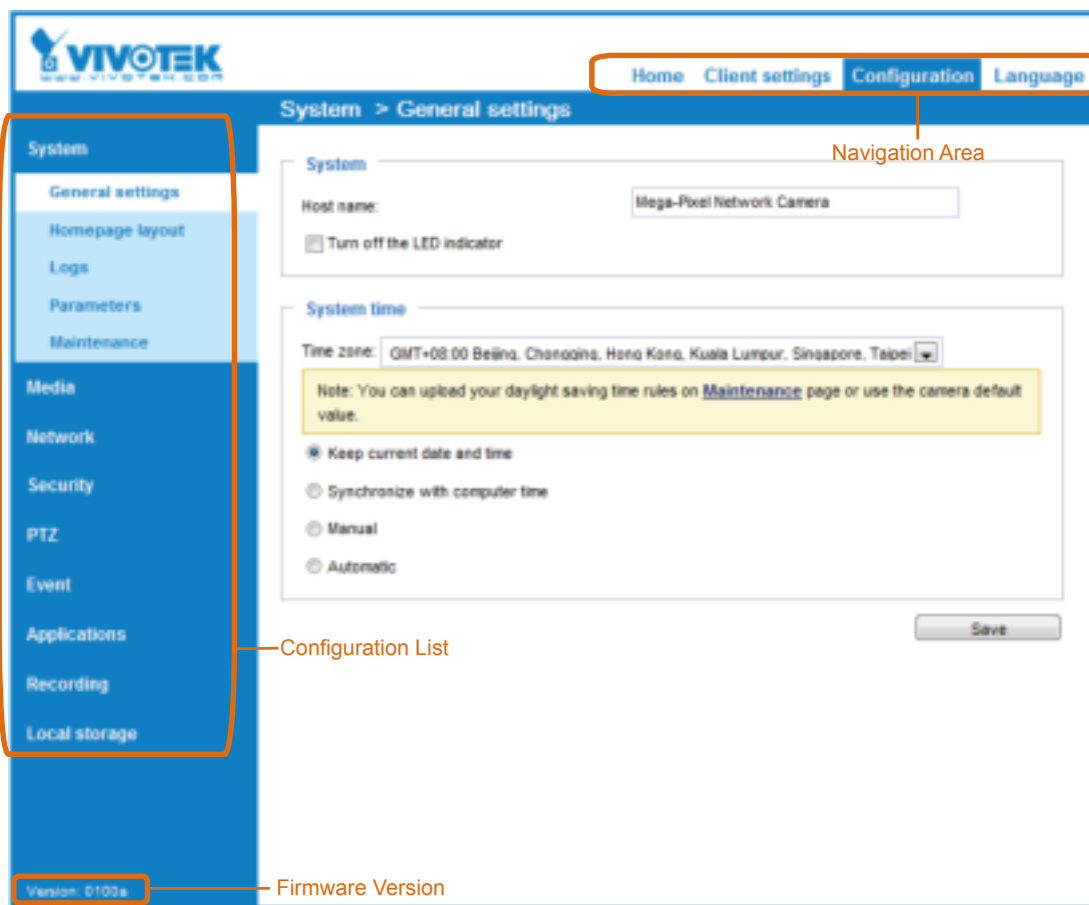 VIVOTEK
www.vivotek.com
Home Client settings Configuration Language
System > General settings
Navigation Area
System
General settings
Homepage layout
Logs
Parameters
Maintenance
Media
Network
Security
PTZ
Event
Applications
Recording
Local storage
Configuration List
Version: 0100a
Firmware Version
System
Host name: Mega-Pixel Network Camera
Turn off the LED indicator
System time
Time zone: GMT+08:00 Beijing, Chongqing, Hong Kong, Kuala Lumpur, Singapore, Taipei
Note: You can upload your daylight saving time rules on Maintenance page or use the camera default
value.
Keep current date and time
Synchronize with computer time
Manual
Automatic
Save